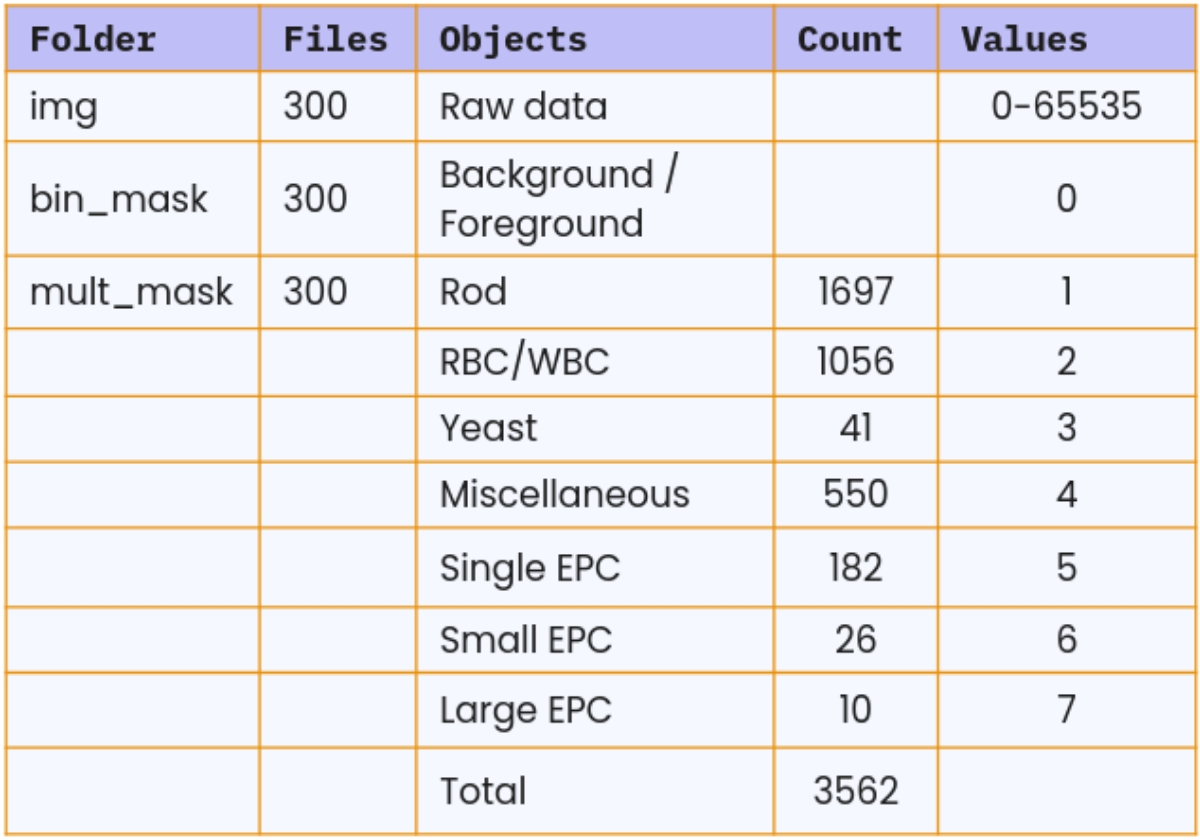 Folder Files Objects Count Values
img 300 Raw data 0-65535
bin_mask 300 Background /
Foreground 0
mult_mask 300 Rod 1697 1
RBC/WBC 1056 2
Yeast 41 3
Miscellaneous 550 4
Single EPC 182 5
Small EPC 26 6
Large EPC 10 7
Total 3562